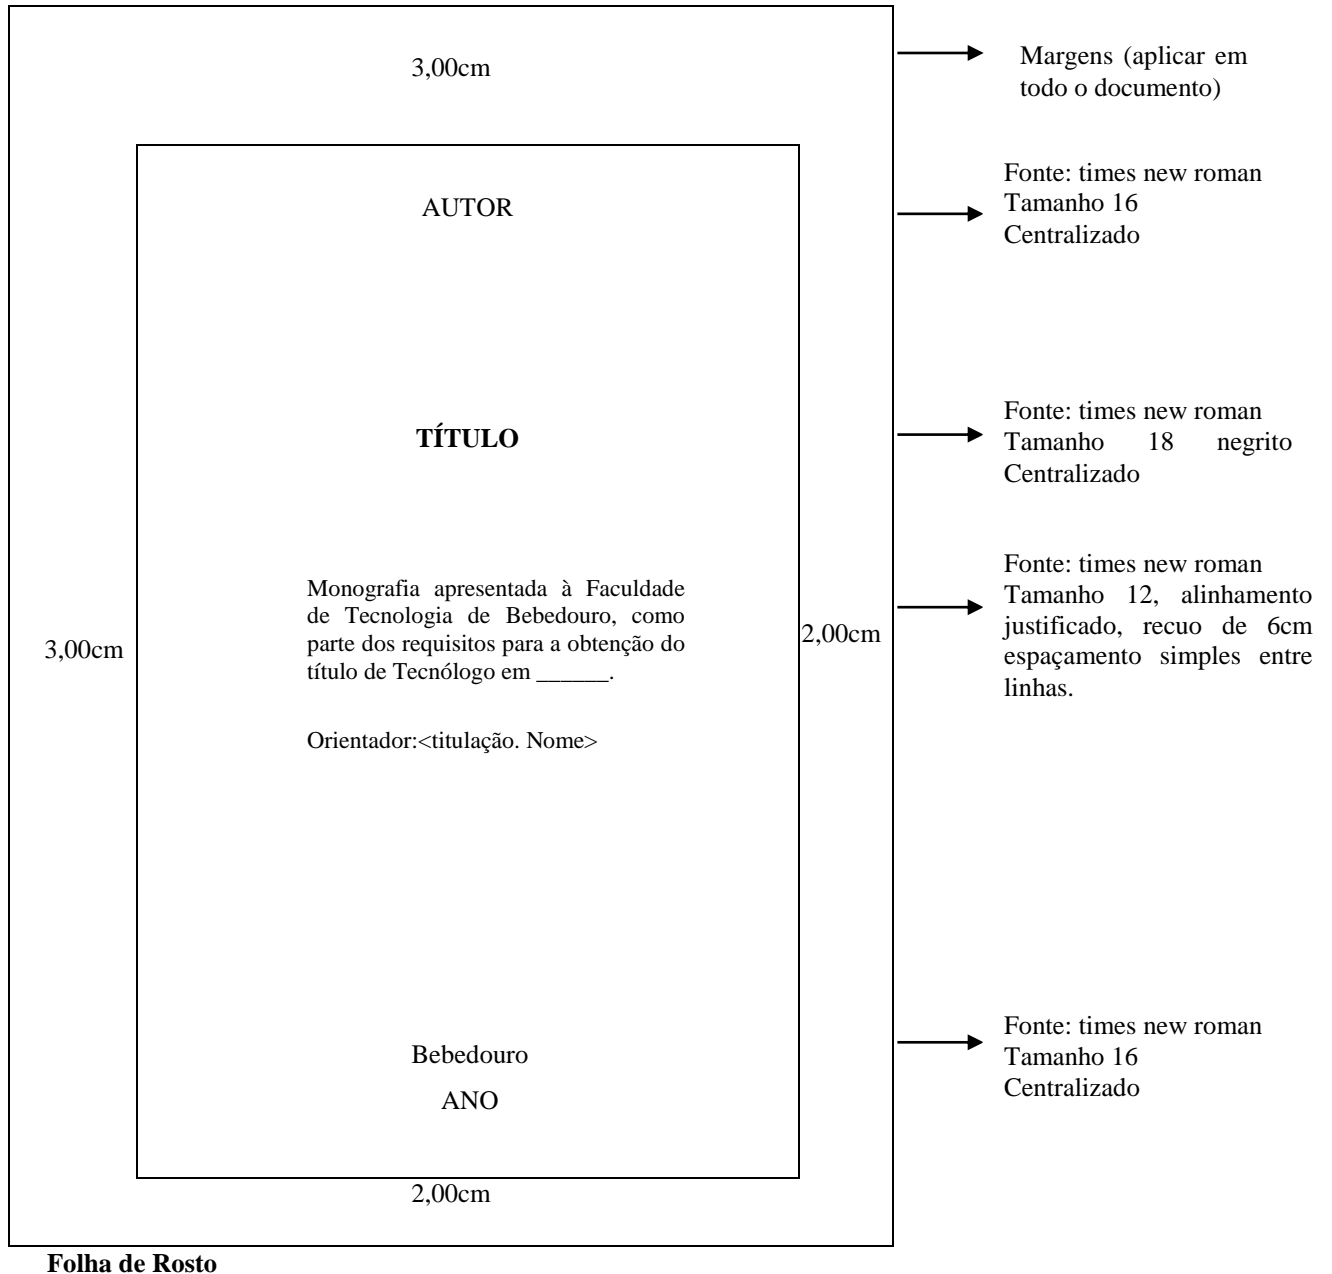 3,00cm
Margens (aplicar em
todo o documento)
AUTOR
Fonte: times new roman
Tamanho 16
Centralizado
TÍTULO
Fonte: times new roman
Tamanho 18 negrito
Centralizado
Monografia apresentada à Faculdade
de Tecnologia de Bebedouro, como
parte dos requisitos para a obtenção do
título de Tecnólogo em ______.
Orientador:<titulação. Nome>
Fonte: times new roman
Tamanho 12, alinhamento
justificado, recuo de 6cm
espaçamento simples entre
linhas.
3,00cm
2,00cm
Bebedouro
ANO
Fonte: times new roman
Tamanho 16
Centralizado
2,00cm
Folha de Rosto